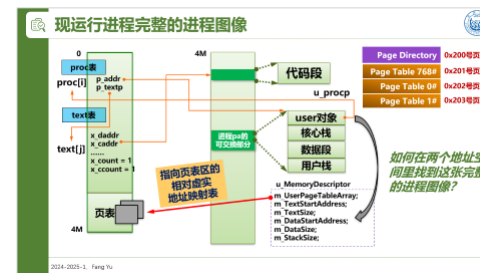 现运行进程完整的进程图像
0
4M
proc表
proc[i]
p_addr
p_textp
text表
text[j]
x_daddr
x_caddr
......
x_count = 1
x_ccount = 1
页表
4M
代码段
u_procp
进程pa的
可交换部分
user对象
核心栈
数据段
用户栈
指向页表区的
相对虚实
地址映射表
u_MemoryDescriptor
m_UserPageTableArray;
m_TextStartAddress;
m_TextSize;
m_DataStartAddress;
m_DataSize;
m_StackSize;
Page Directory 0x200号页
Page Table 768# 0x201号页
Page Table 0# 0x202号页
Page Table 1# 0x203号页
如何在两个地址空
间里找到这张完整
的进程图像?
2024-2025-1, Fang Yu